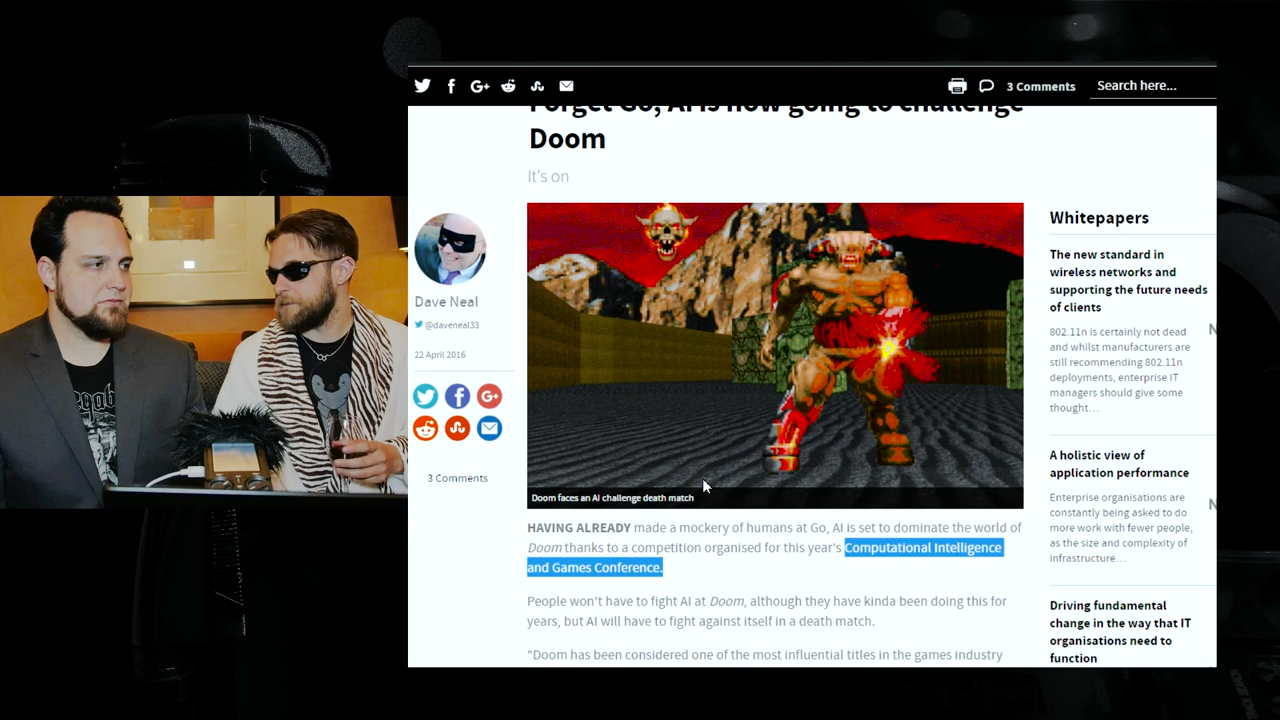 3 Comments
Search here...
Forget Go, AI is now going to challenge
Doom
It's on
Dave Neal
@daveneal33
22 April 2016
3 Comments
Doom faces an AI challenge death match
HAVING ALREADY made a mockery of humans at Go, AI is set to dominate the world of
Doom thanks to a competition organised for this year's Computational Intelligence
and Games Conference.
People won't have to fight AI at Doom, although they have kinda been doing this for
years, but AI will have to fight against itself in a death match.
"Doom has been considered one of the most influential titles in the games industry
Whitepapers
The new standard in
wireless networks and
supporting the future needs
of clients
802.11n is certainly not dead
and whilst manufacturers are
still recommending 802.11n
deployments, enterprise IT
managers should give some
thought…
A holistic view of
application performance
Enterprise organisations are
constantly being asked to do
more work with fewer people,
as the size and complexity of
infrastructure…
Driving fundamental
change in the way that IT
organisations need to
function